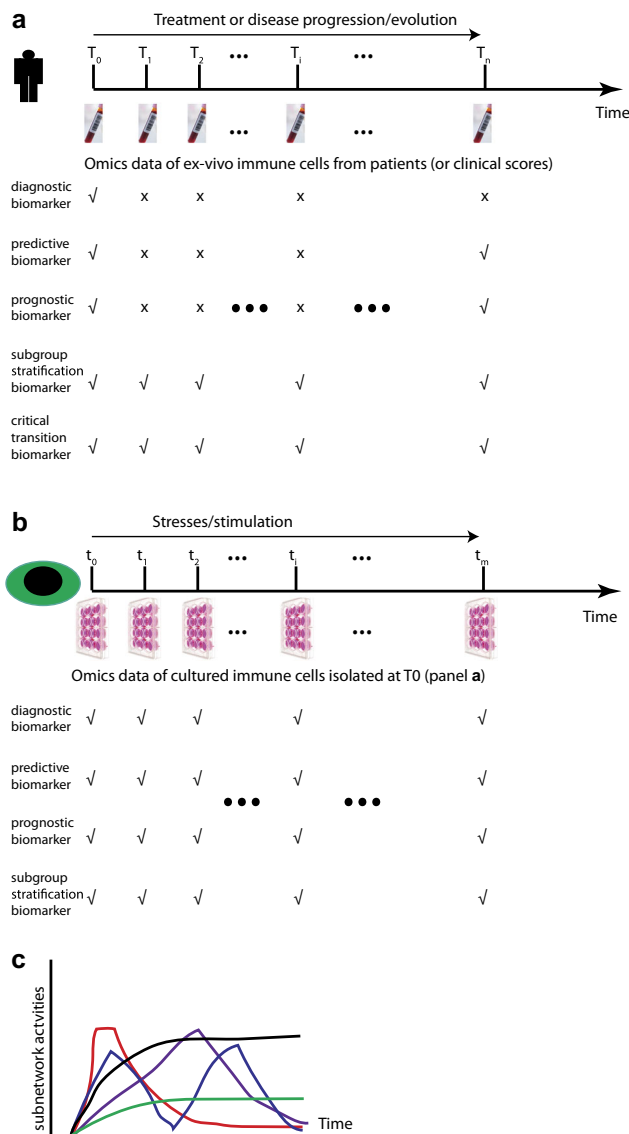 a
Treatment or disease progression/evolution
T0 T1 T2 ... Ti ... Tn
Time
... ...
Omics data of ex-vivo immune cells from patients (or clinical scores)
diagnostic
biomarker
√ x x x x
predictive
biomarker
√ x x x √
prognostic
biomarker
√ x x ••• x ••• √
subgroup
stratification
biomarker
√ √ √ √ √
critical
transition
biomarker
√ √ √ √ √
b
Stresses/stimulation
t0 t1 t2 ... ti ... tm
Time
... ...
Omics data of cultured immune cells isolated at T0 (panel a)
diagnostic
biomarker
√ √ √ √ √
predictive
biomarker
√ √ √ √ √
••• •••
prognostic
biomarker
√ √ √ √ √
subgroup
stratification
biomarker
√ √ √ √ √
c
subnetwork actvities
Time